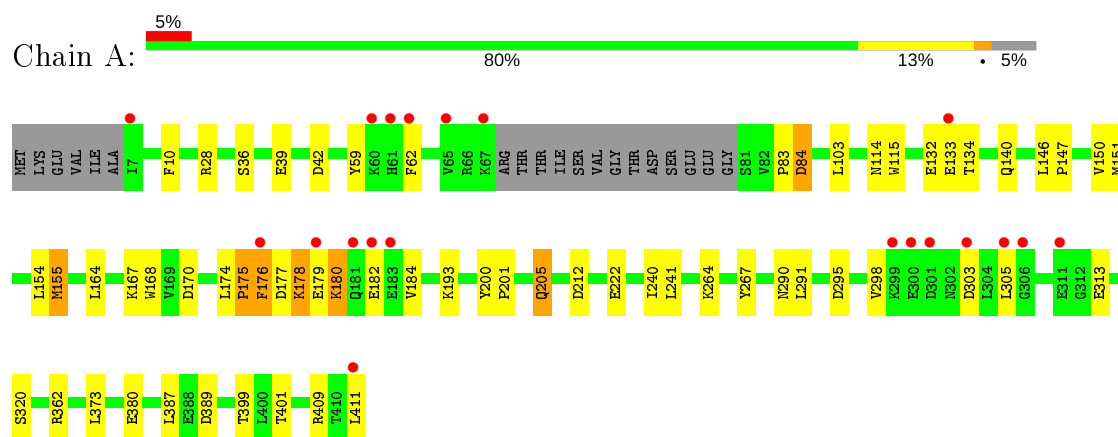 5%
Chain A:
80% 13% • 5%
MET LYS GLU VAL ILE ALA I7 F10 R28 S36 E39 D42 Y59 K60 H61 F62 V65 R66 K67 ARG THR THR ILE SER VAL GLY THR ASP SER GLU GLU GLY S81 V82 P83 D84 L103 N114 W115 E132 E133 T134 Q140 L146 P147 V150 M151
L154 M155 L164 K167 W168 V169 D170 L174 P175 F176 D177 K178 E179 K180 Q181 E182 E183 V184 K193 Y200 P201 Q205 D212 E222 I240 L241 K264 Y267 N290 L291 D295 V298 K299 E300 D301 N302 D303 L304 L305 G306 E311 G312 E313
S320 R362 L373 E380 L387 E388 D389 T399 L400 T401 R409 T410 L411